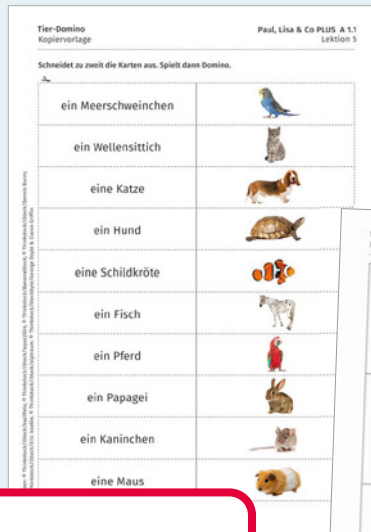 Tier-Domino
Kopiervorlage
Paul, Lisa & Co PLUS A 1.1
Lektion 5
Schneidet zu zweit die Karten aus. Spielt dann Domino.
ein Meerschweinchen
ein Wellensittich
eine Katze
ein Hund
eine Schildkröte
ein Fisch
ein Pferd
ein Papagei
ein Kaninchen
eine Maus